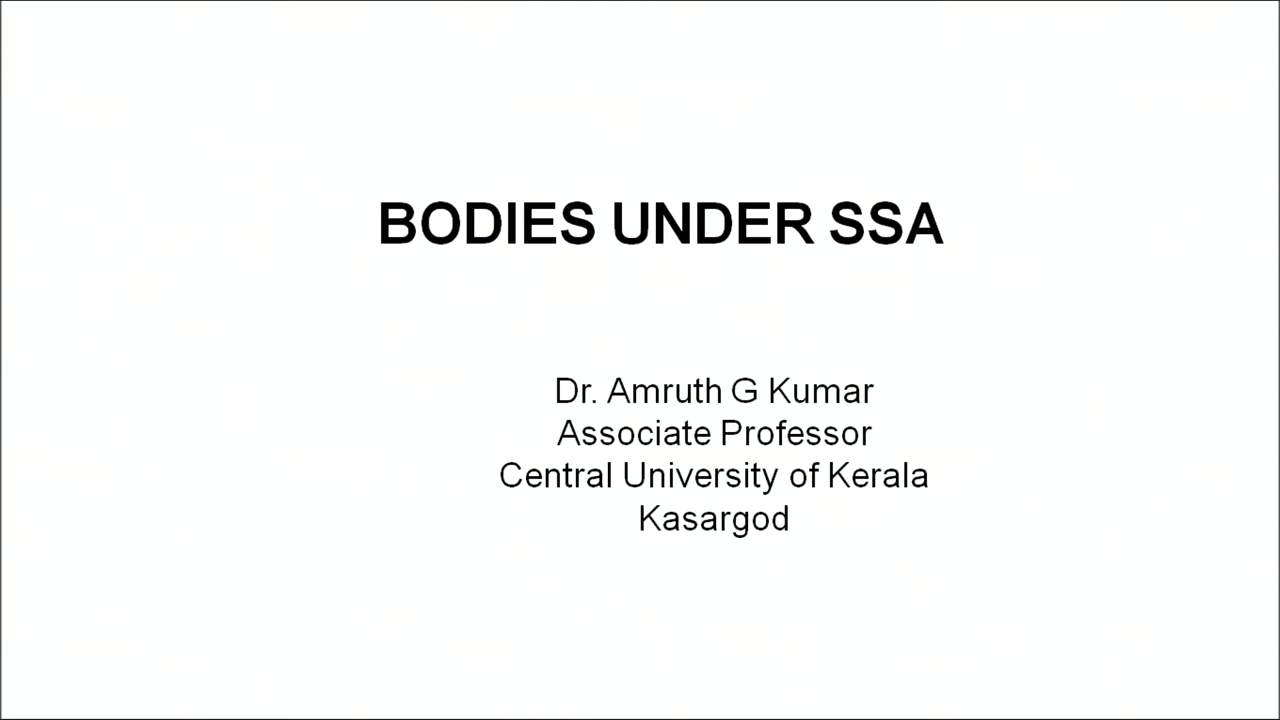 BODIES UNDER SSA
Dr. Amruth G Kumar
Associate Professor
Central University of Kerala
Kasargod